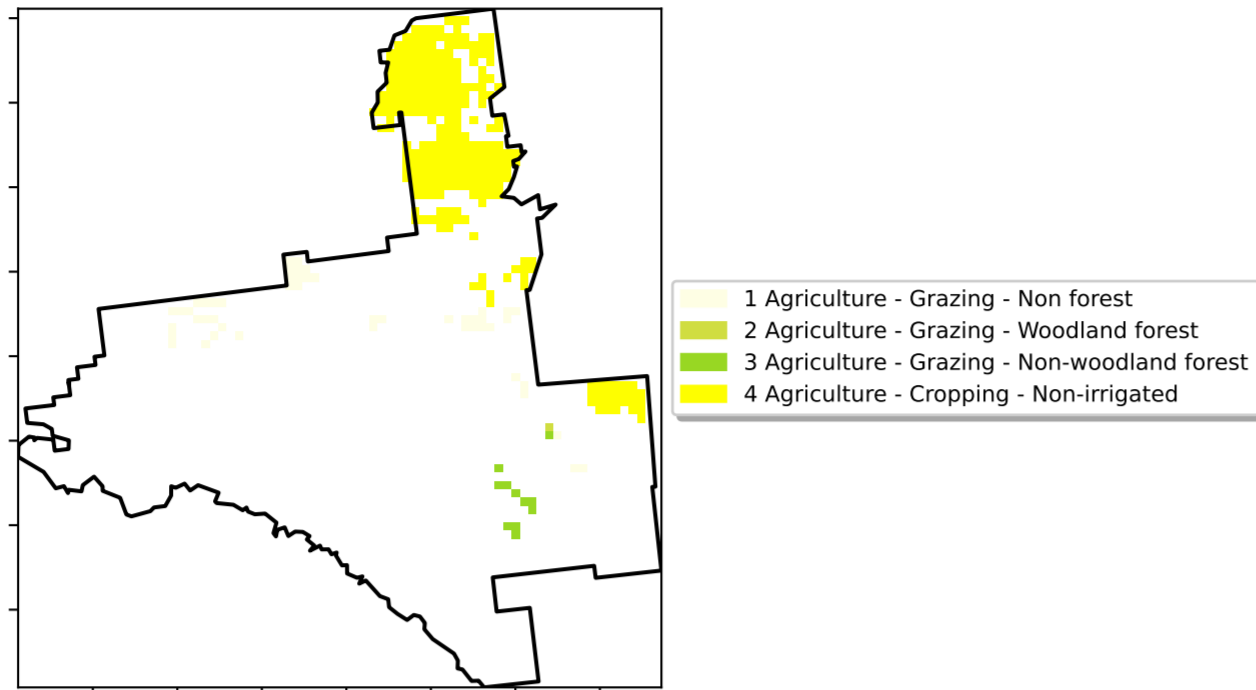 1 Agriculture - Grazing - Non forest
2 Agriculture - Grazing - Woodland forest
3 Agriculture - Grazing - Non-woodland forest
4 Agriculture - Cropping - Non-irrigated